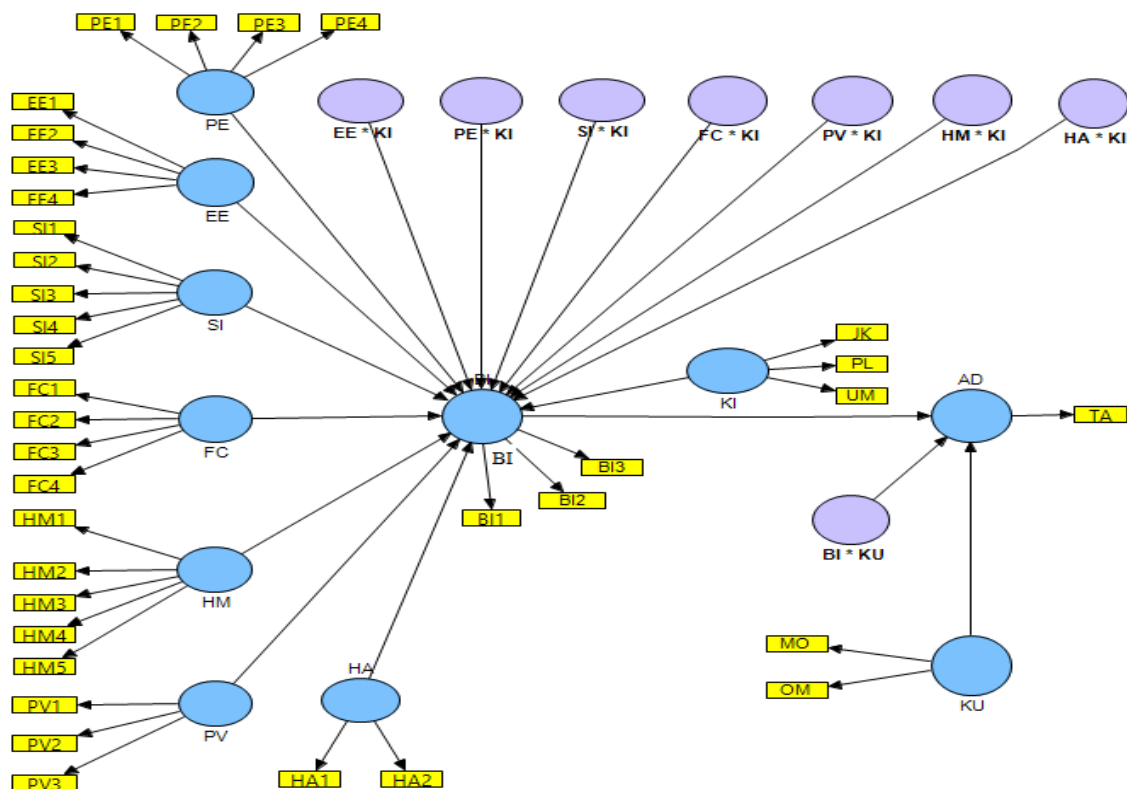 PE1
PE2
PE3
PE4
PE
EE1
EE2
EE3
EE4
EE
EE * KI
PE * KI
SI * KI
FC * KI
PV * KI
HM * KI
HA * KI
SI1
SI2
SI3
SI4
SI5
SI
FC1
FC2
FC3
FC4
FC
BI
BI1
BI2
BI3
KI
JK
PL
UM
AD
TA
BI * KU
HM1
HM2
HM3
HM4
HM5
HM
MO
OM
KU
PV1
PV2
PV3
PV
HA
HA1
HA2